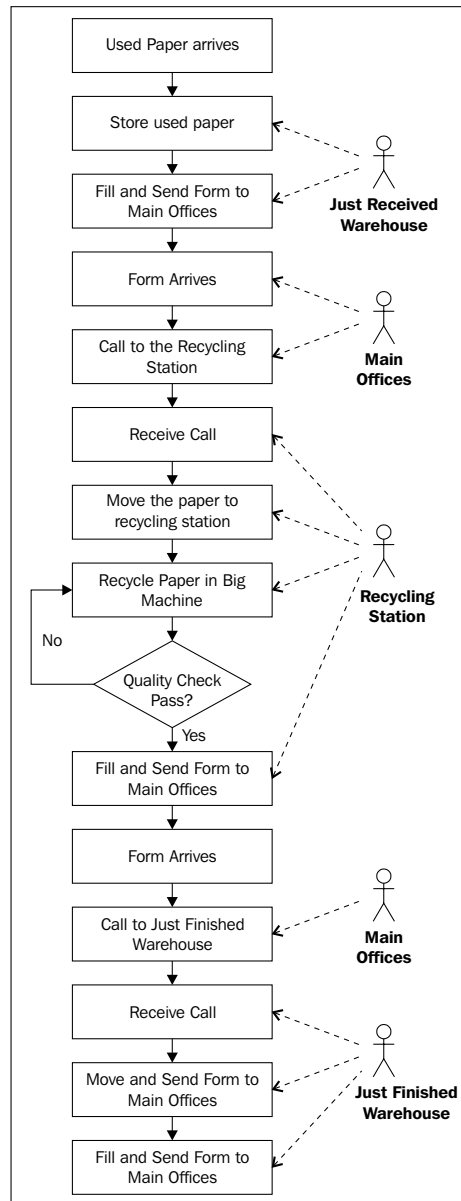 Used Paper arrives
Store used paper
Just Received
Warehouse
Fill and Send Form to
Main Offices
Form Arrives
Main
Offices
Call to the Recycling
Station
Receive Call
Move the paper to
recycling station
Recycling
Station
Recycle Paper in Big
Machine
No
Quality Check
Pass?
Yes
Fill and Send Form to
Main Offices
Form Arrives
Call to Just Finished
Warehouse
Main
Offices
Receive Call
Move and Send Form to
Main Offices
Just Finished
Warehouse
Fill and Send Form to
Main Offices